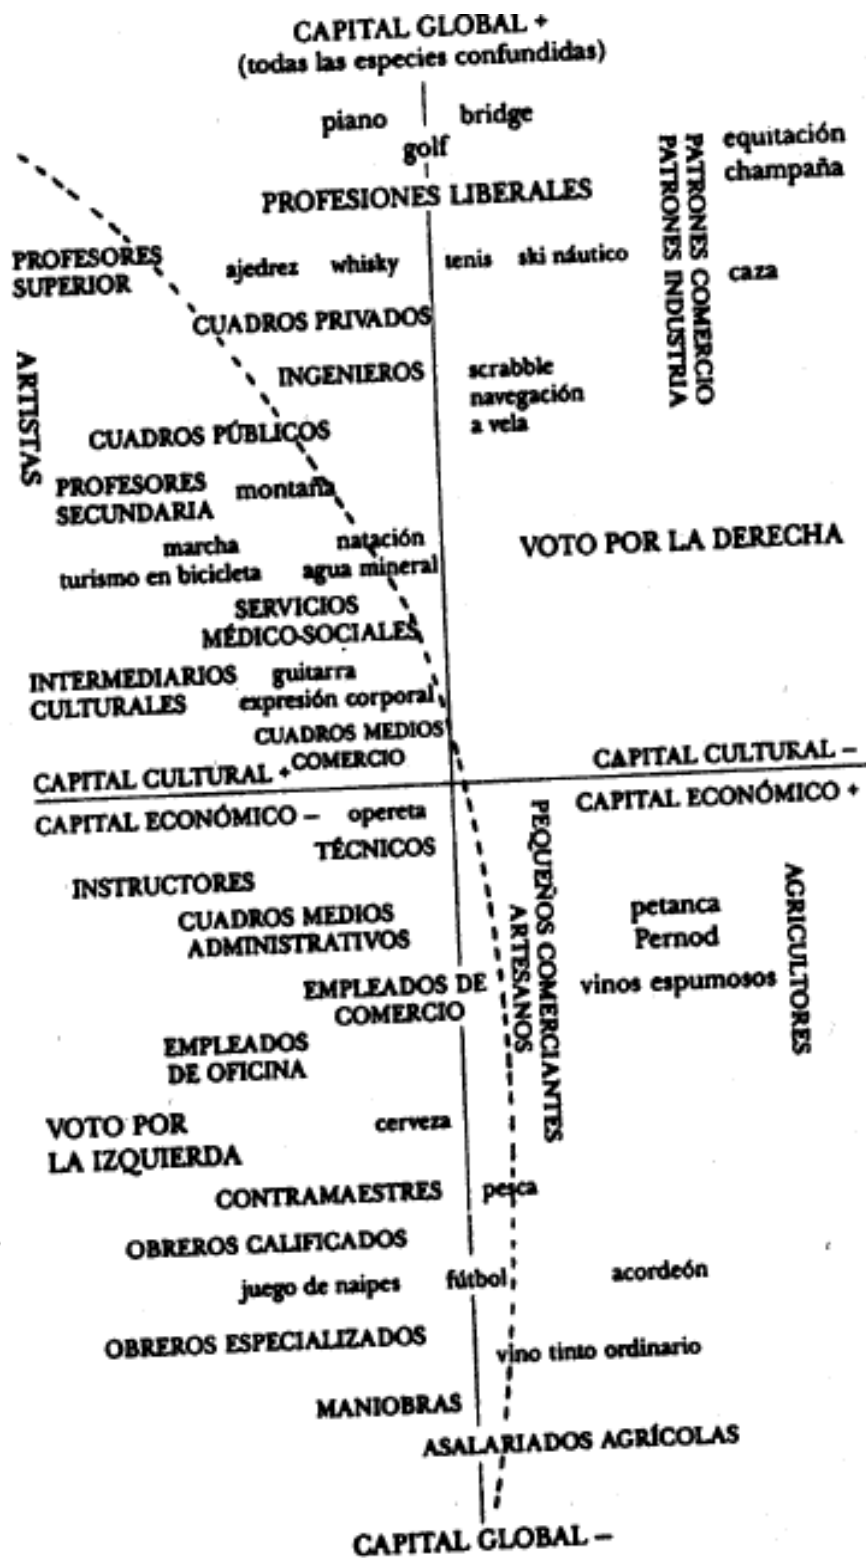 CAPITAL GLOBAL +
(todas las especies confundidas)
piano
bridge
golf
PROFESIONES LIBERALES
PATRONES COMERCIO
PATRONES INDUSTRIA
equitación
champaña
PROFESORES
SUPERIOR
ajedrez
whisky
tenis
ski náutico
caza
CUADROS PRIVADOS
ARTISTAS
INGENIEROS
scrabble
navegación
a vela
CUADROS PÚBLICOS
PROFESORES
SECUNDARIA
montaña
marcha
natación
turismo en bicicleta
agua mineral
VOTO POR LA DERECHA
SERVICIOS
MÉDICO-SOCIALES
INTERMEDIARIOS
CULTURALES
guitarra
expresión corporal
CUADROS MEDIOS
COMERCIO
CAPITAL CULTURAL +
CAPITAL CULTURAL –
CAPITAL ECONÓMICO –
CAPITAL ECONÓMICO +
opereta
TÉCNICOS
INSTRUCTORES
PEQUEÑOS COMERCIANTES
ARTESANOS
AGRICULTORES
CUADROS MEDIOS
ADMINISTRATIVOS
petanca
Pernod
vinos espumosos
EMPLEADOS DE
COMERCIO
EMPLEADOS
DE OFICINA
VOTO POR
LA IZQUIERDA
cerveza
CONTRAMAESTRES
pesca
OBREROS CALIFICADOS
juego de naipes
fútbol
acordeón
OBREROS ESPECIALIZADOS
vino tinto ordinario
MANIOBRAS
ASALARIADOS AGRÍCOLAS
CAPITAL GLOBAL –